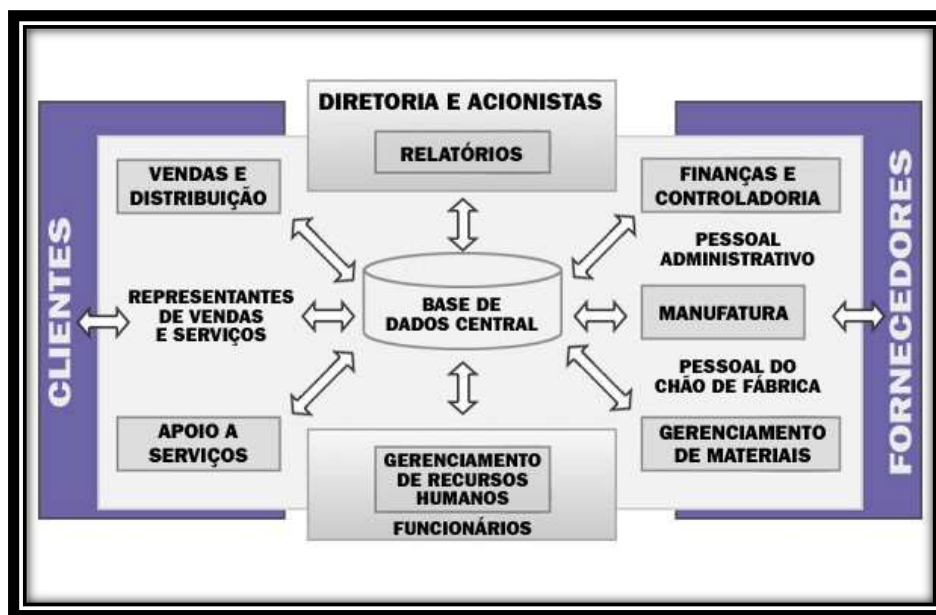 DIRETORIA E ACIONISTAS
RELATÓRIOS
CLIENTES
VENDAS E
DISTRIBUIÇÃO
REPRESENTANTES
DE VENDAS
E SERVIÇOS
APOIO A
SERVIÇOS
BASE DE
DADOS CENTRAL
GERENCIAMENTO
DE RECURSOS
HUMANOS
FUNCIONÁRIOS
FINANÇAS E
CONTROLADORIA
PESSOAL
ADMINISTRATIVO
MANUFATURA
PESSOAL DO
CHÃO DE FÁBRICA
GERENCIAMENTO
DE MATERIAIS
FORNECEDORES